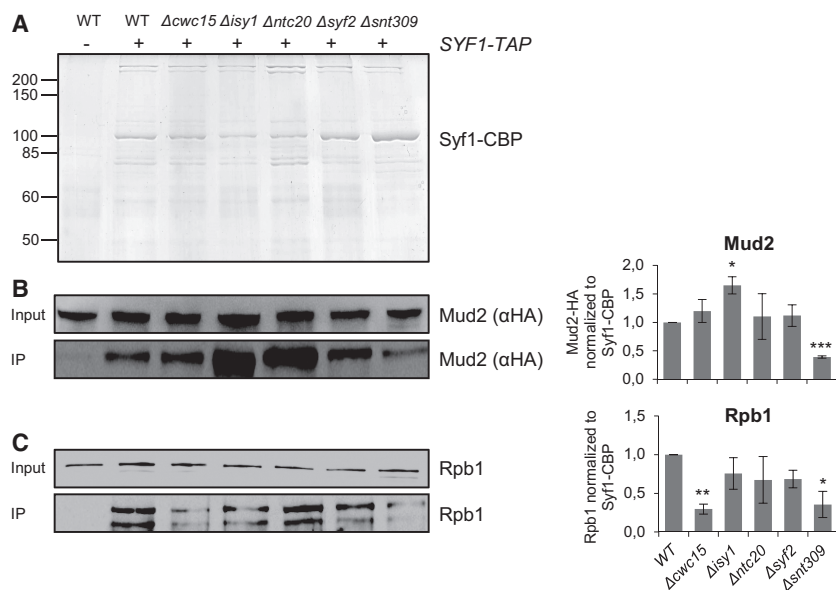 A
WT WT Δcwc15 Δisy1 Δntc20 Δsyf2 Δsnt309
- + + + + + + SYF1-TAP
200
150
100
85
60
50
Syf1-CBP
B
Input
Mud2 (αHA)
IP
Mud2 (αHA)
Mud2
Mud2-HA
normalized to
Syf1-CBP
2,0
1,5
1,0
0,5
0,0
*
***
C
Input
Rpb1
IP
Rpb1
Rpb1
Rpb1 normalized to
Syf1-CBP
1,5
1,0
0,5
0,0
**
*
WT
Δcwc15
Δisy1
Δntc20
Δsyf2
Δsnt309